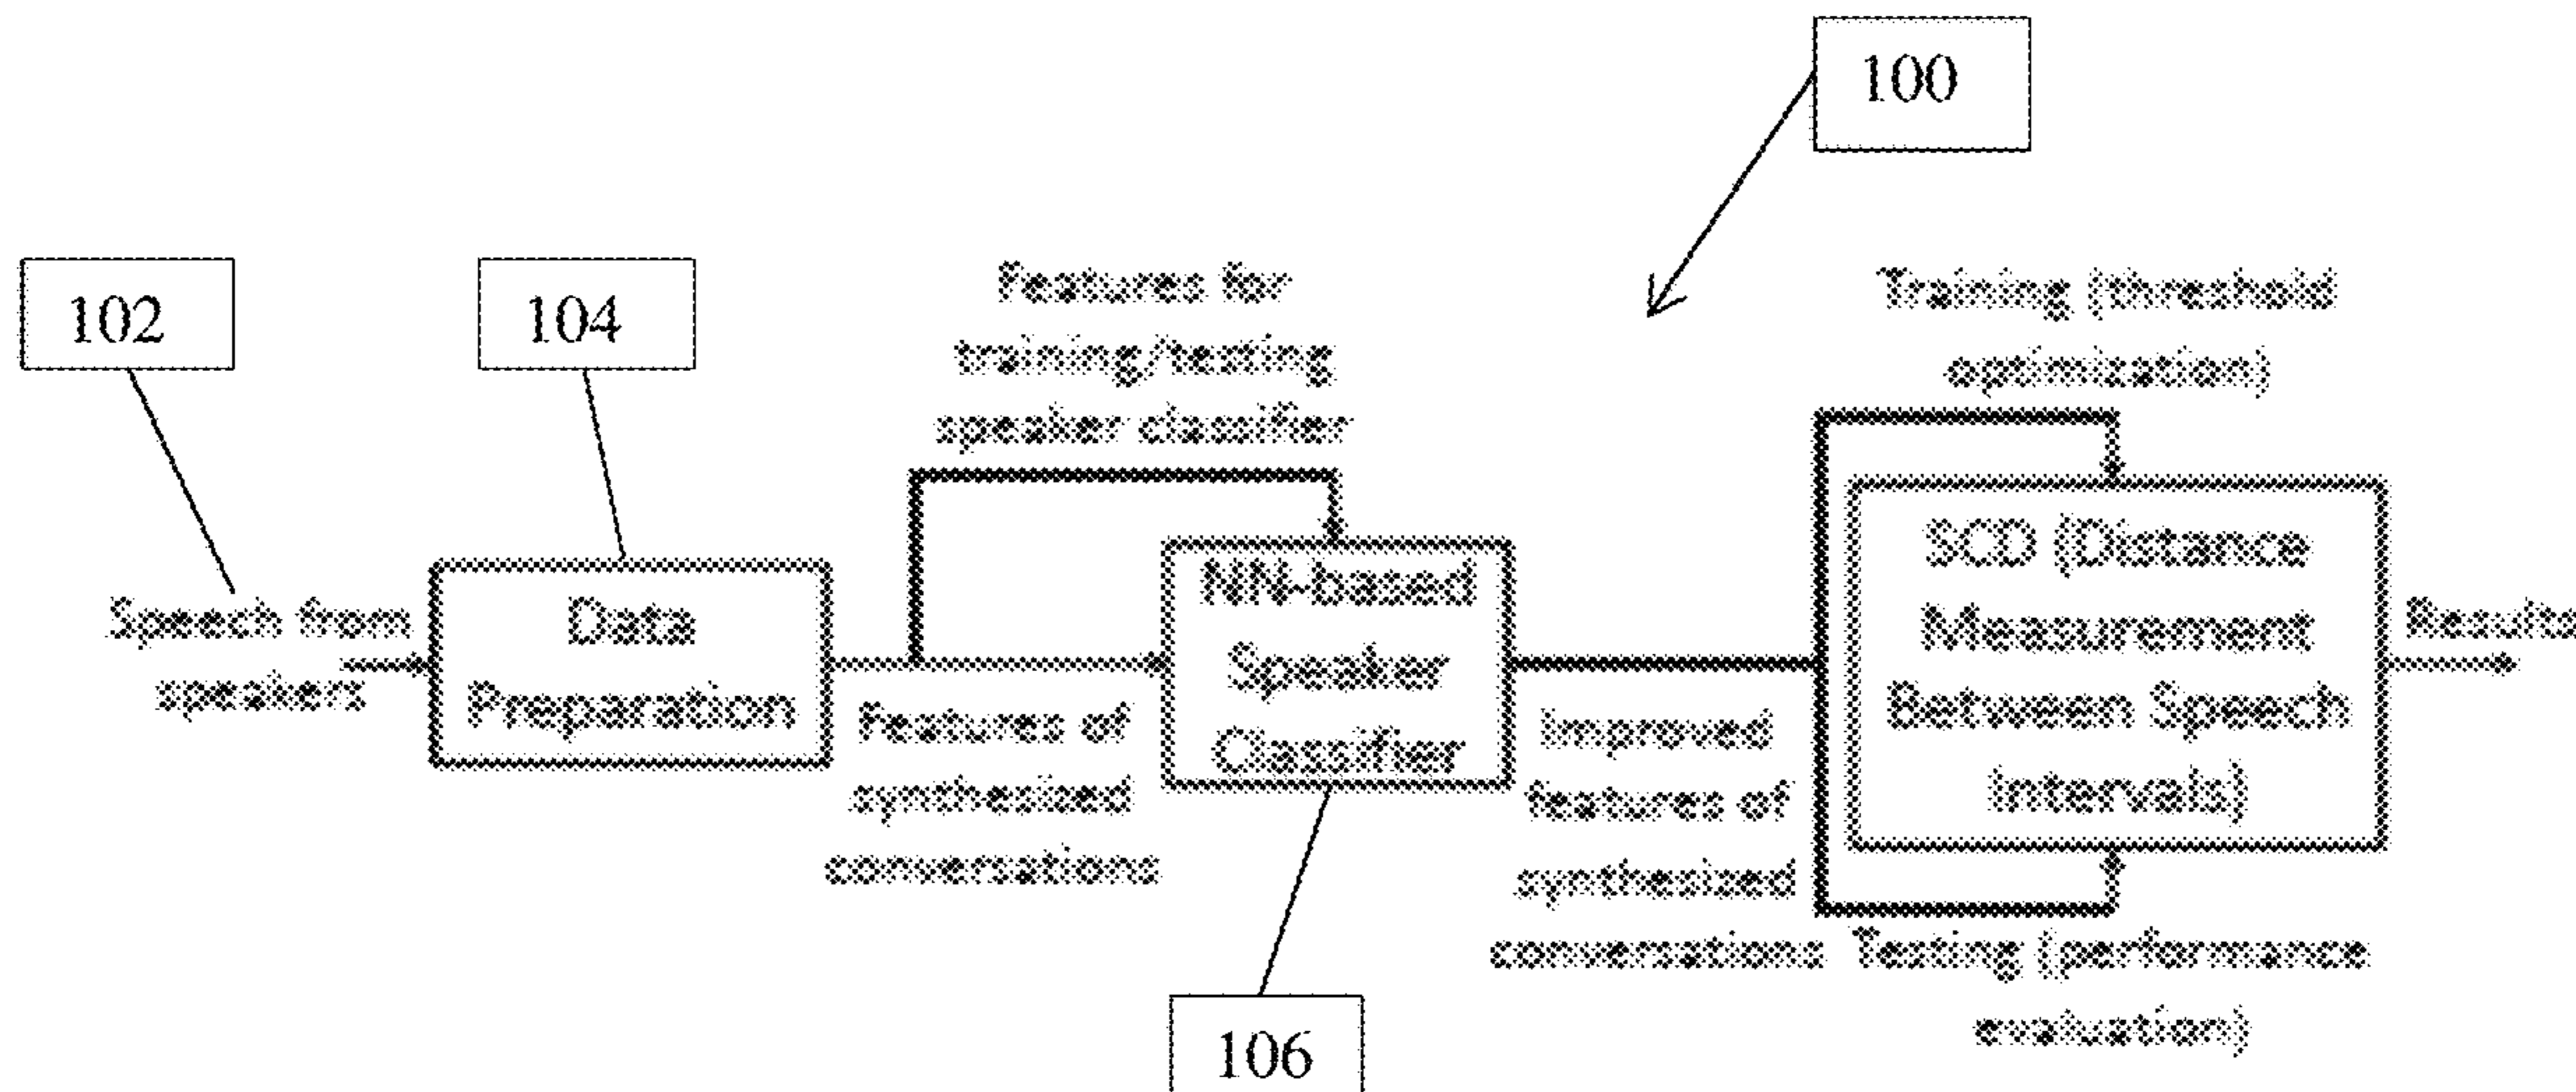 100
102
104
Features for
training/testing
speaker classifier
Training (threshold
optimization)
Speech from
speakers
Data
Preparation
Features of
synthesized
conversations
NN-based
Speaker
Classifier
Improved
features of
synthesized
conversations
SCD (Distance
Measurement
Between Speech
Intervals)
Results
Testing (performance
evaluation)
106